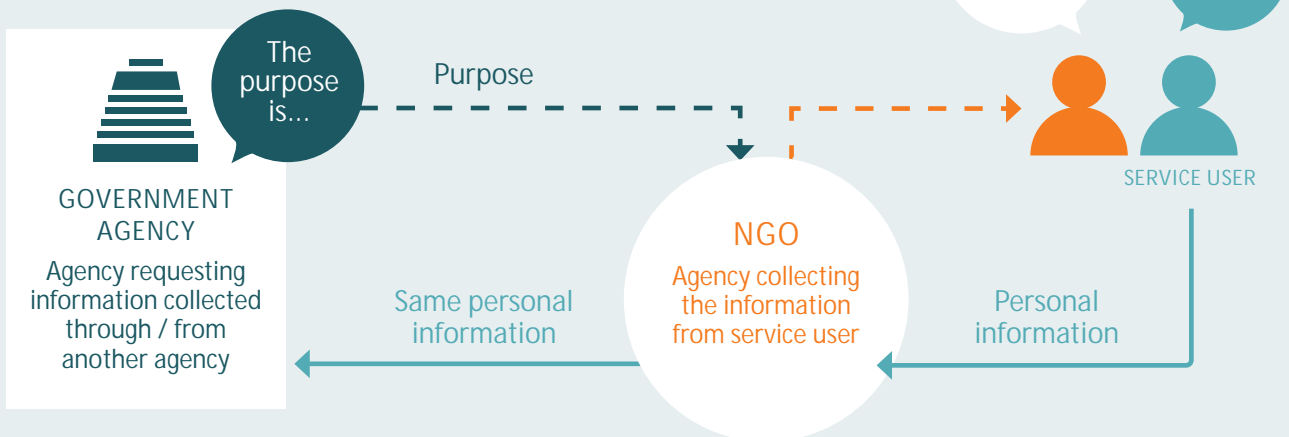 The
purpose
is...
Purpose
GOVERNMENT
AGENCY
Agency requesting
information collected
through / from
another agency
Same personal
information
NGO
Agency collecting
the information
from service user
Personal
information
SERVICE USER